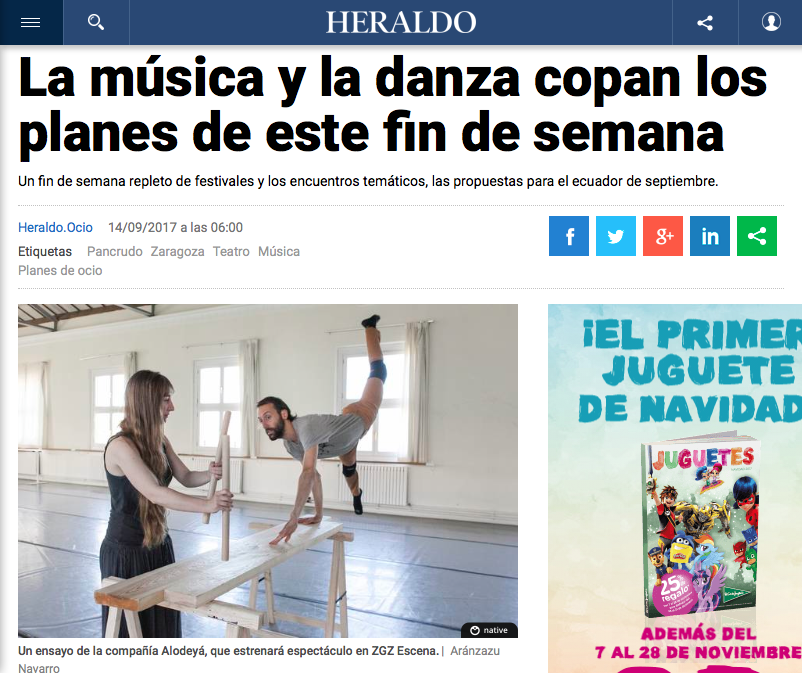 HERALDO
La música y la danza copan los
planes de este fin de semana
Un fin de semana repleto de festivales y los encuentros temáticos, las propuestas para el ecuador de septiembre.
Heraldo.Ocio 14/09/2017 a las 06:00
Etiquetas Pancrudo Zaragoza Teatro Música
Planes de ocio
f g+ in
native
Un ensayo de la compañía Alodeyá, que estrenará espectáculo en ZGZ Escena. | Aránzazu
Navarro
¡EL PRIMER
JUGUETE
DE NAVIDAD
JUGUETES
25%
regalo
ADEMÁS DEL
7 AL 28 DE NOVIEMBRE